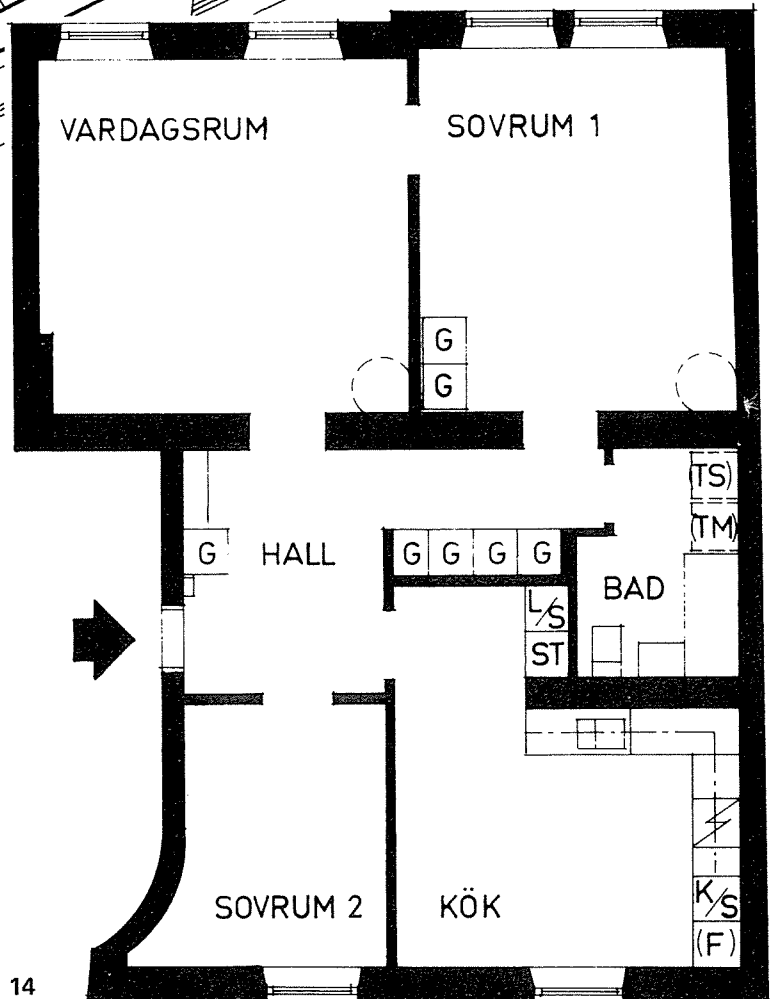 VARDAGSRUM
SOVRUM 1
G
G
(TS)
(TM)
G
HALL
G G G G
BAD
L/S
ST
SOVRUM 2
KÖK
K/S
(F)
14